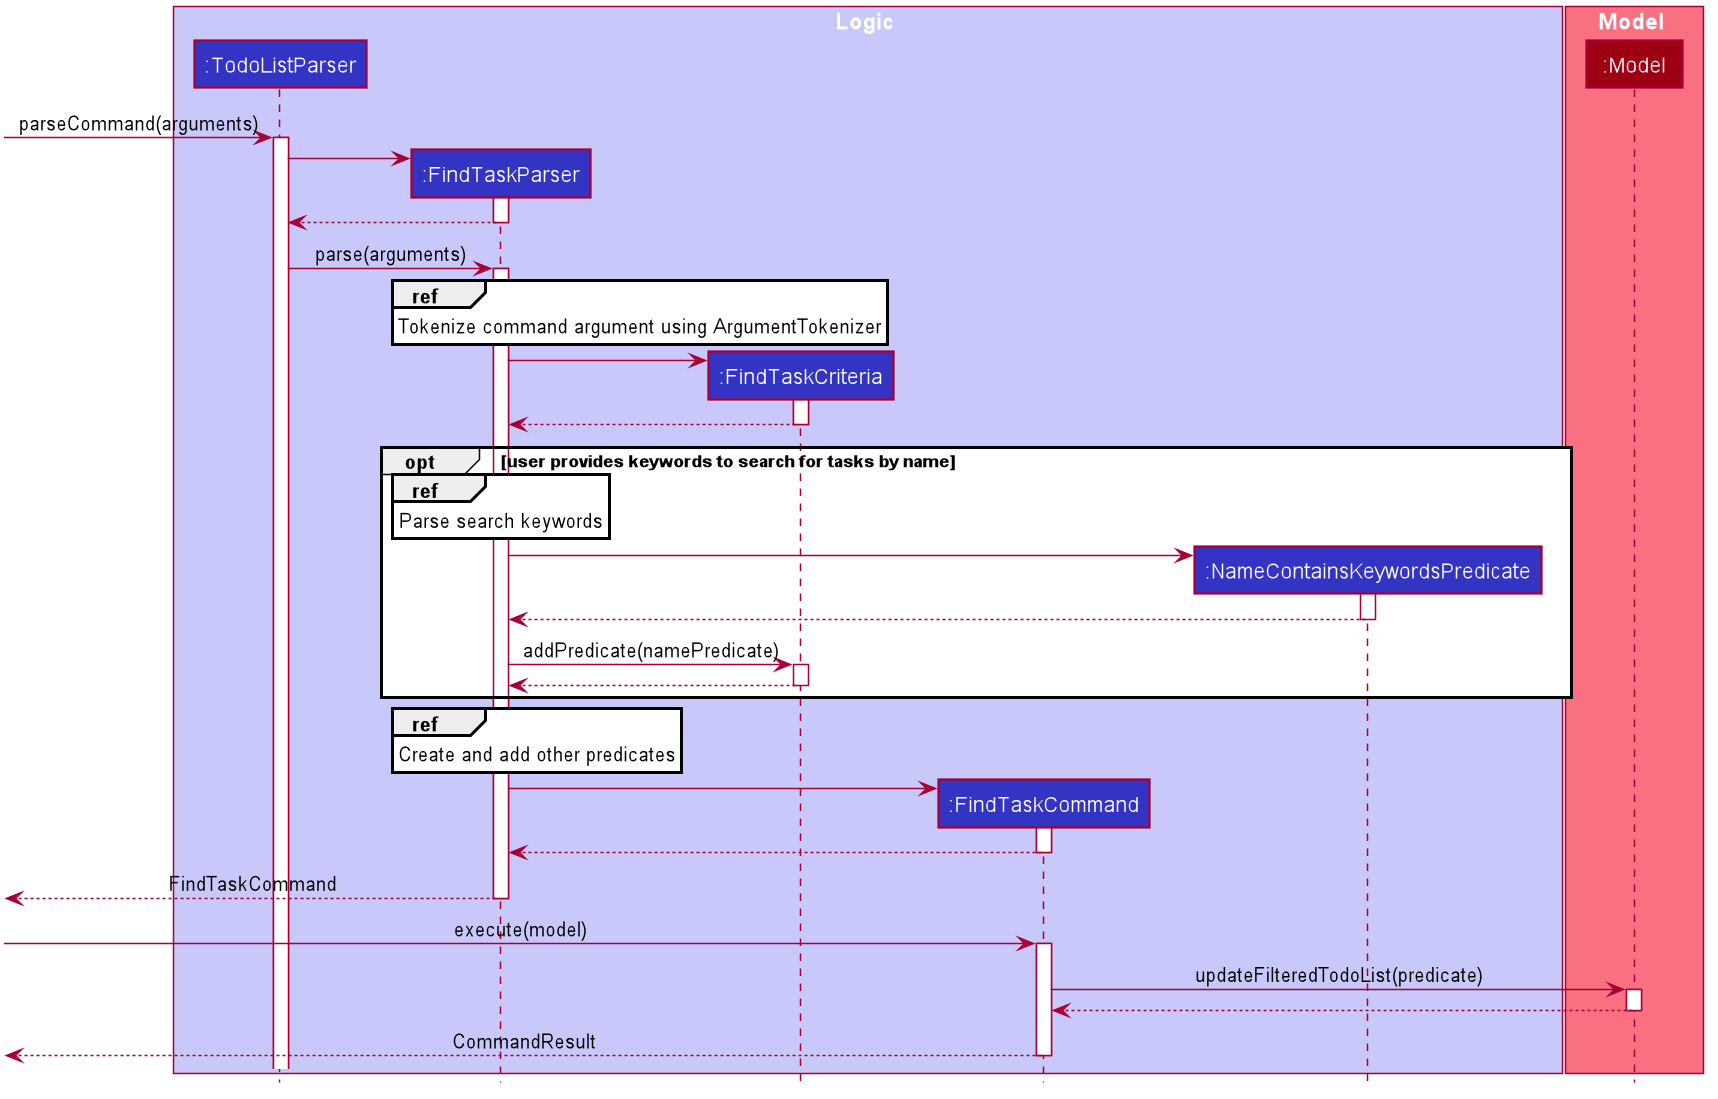 Logic
Model
:TodoListParser
:Model
parseCommand(arguments)
:FindTaskParser
parse(arguments)
ref
Tokenize command argument using ArgumentTokenizer
:FindTaskCriteria
opt [user provides keywords to search for tasks by name]
ref
Parse search keywords
:NameContainsKeywordsPredicate
addPredicate(namePredicate)
ref
Create and add other predicates
:FindTaskCommand
FindTaskCommand
execute(model)
updateFilteredTodoList(predicate)
CommandResult